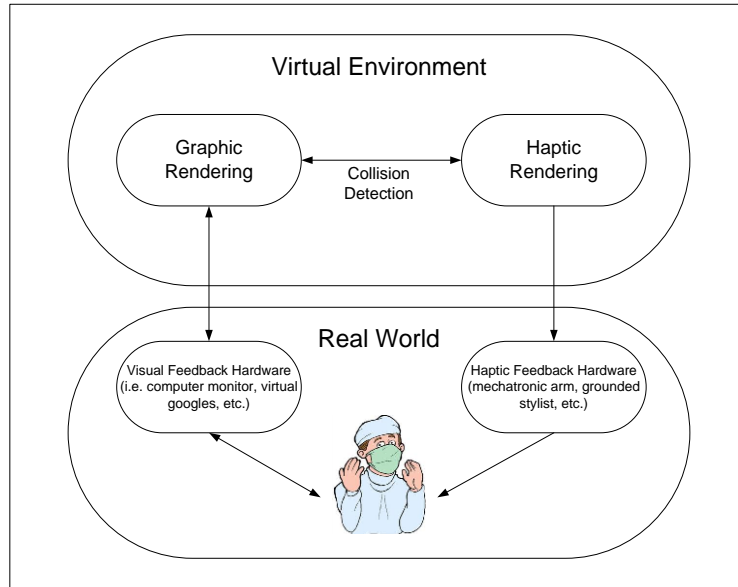 Virtual Environment
Graphic
Rendering
Collision
Detection
Haptic
Rendering
Real World
Visual Feedback Hardware
(i.e. computer monitor, virtual
googles, etc.)
Haptic Feedback Hardware
(mechatronic arm, grounded
stylist, etc.)